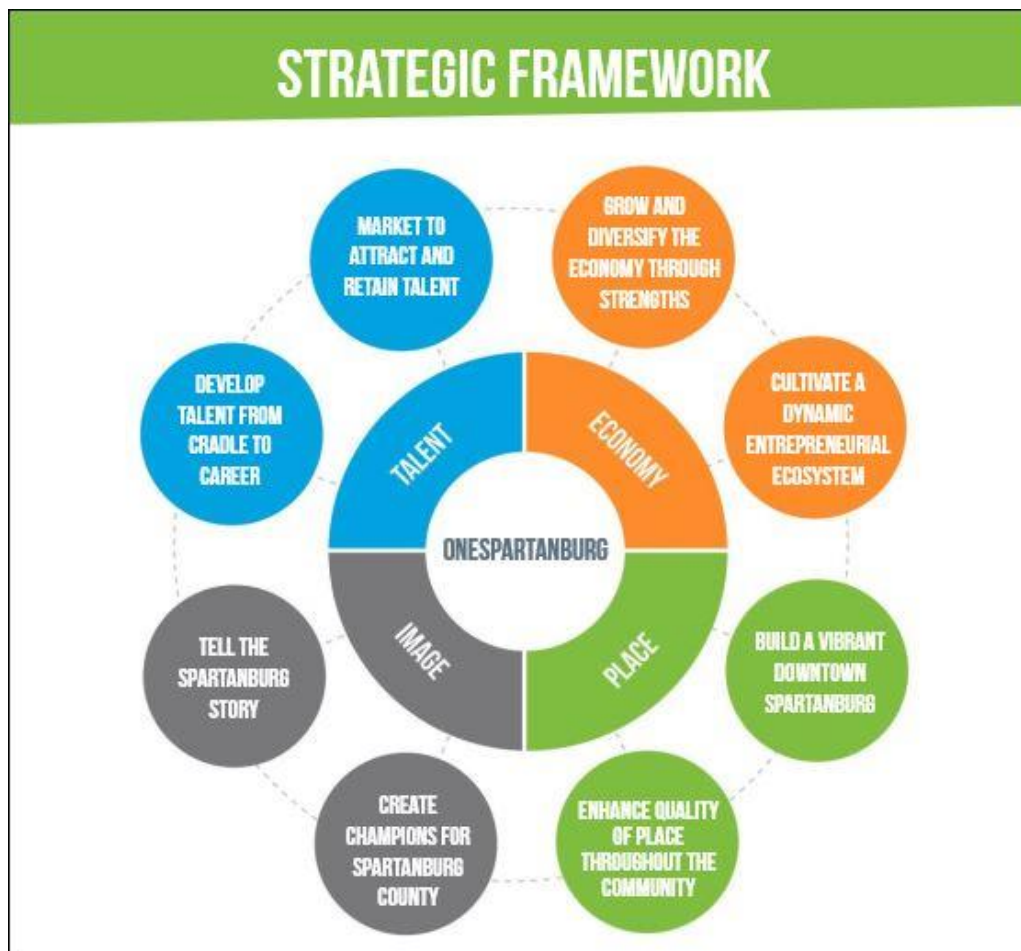 STRATEGIC FRAMEWORK
MARKET TO
ATTRACT AND
RETAIN TALENT
GROW AND
DIVERSIFY THE
ECONOMY THROUGH
STRENGTHS
DEVELOP
TALENT FROM
CRADLE TO
CAREER
CULTIVATE A
DYNAMIC
ENTREPRENEURIAL
ECOSYSTEM
TALENT
ECONOMY
ONESPARTANBURG
IMAGE
PLACE
TELL THE
SPARTANBURG
STORY
BUILD A VIBRANT
DOWNTOWN
SPARTANBURG
CREATE
CHAMPIONS FOR
SPARTANBURG
COUNTY
ENHANCE QUALITY
OF PLACE
THROUGHOUT THE
COMMUNITY